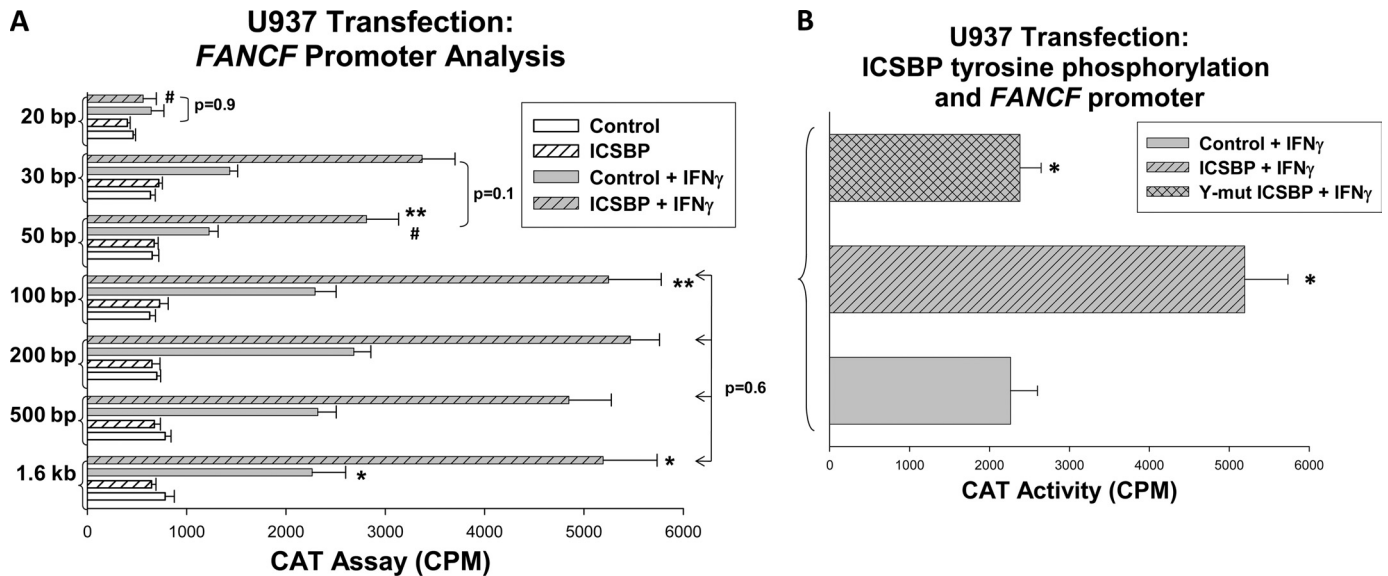 A
U937 Transfection:
FANCF Promoter Analysis
20 bp
30 bp
50 bp
100 bp
200 bp
500 bp
1.6 kb
#
p=0.9
p=0.1
**
#
**
p=0.6
*
*
Control
ICSBP
Control + IFNγ
ICSBP + IFNγ
0 1000 2000 3000 4000 5000 6000
CAT Assay (CPM)
B
U937 Transfection:
ICSBP tyrosine phosphorylation
and FANCF promoter
Control + IFNγ
ICSBP + IFNγ
Y-mut ICSBP + IFNγ
*
*
0 1000 2000 3000 4000 5000 6000
CAT Activity (CPM)